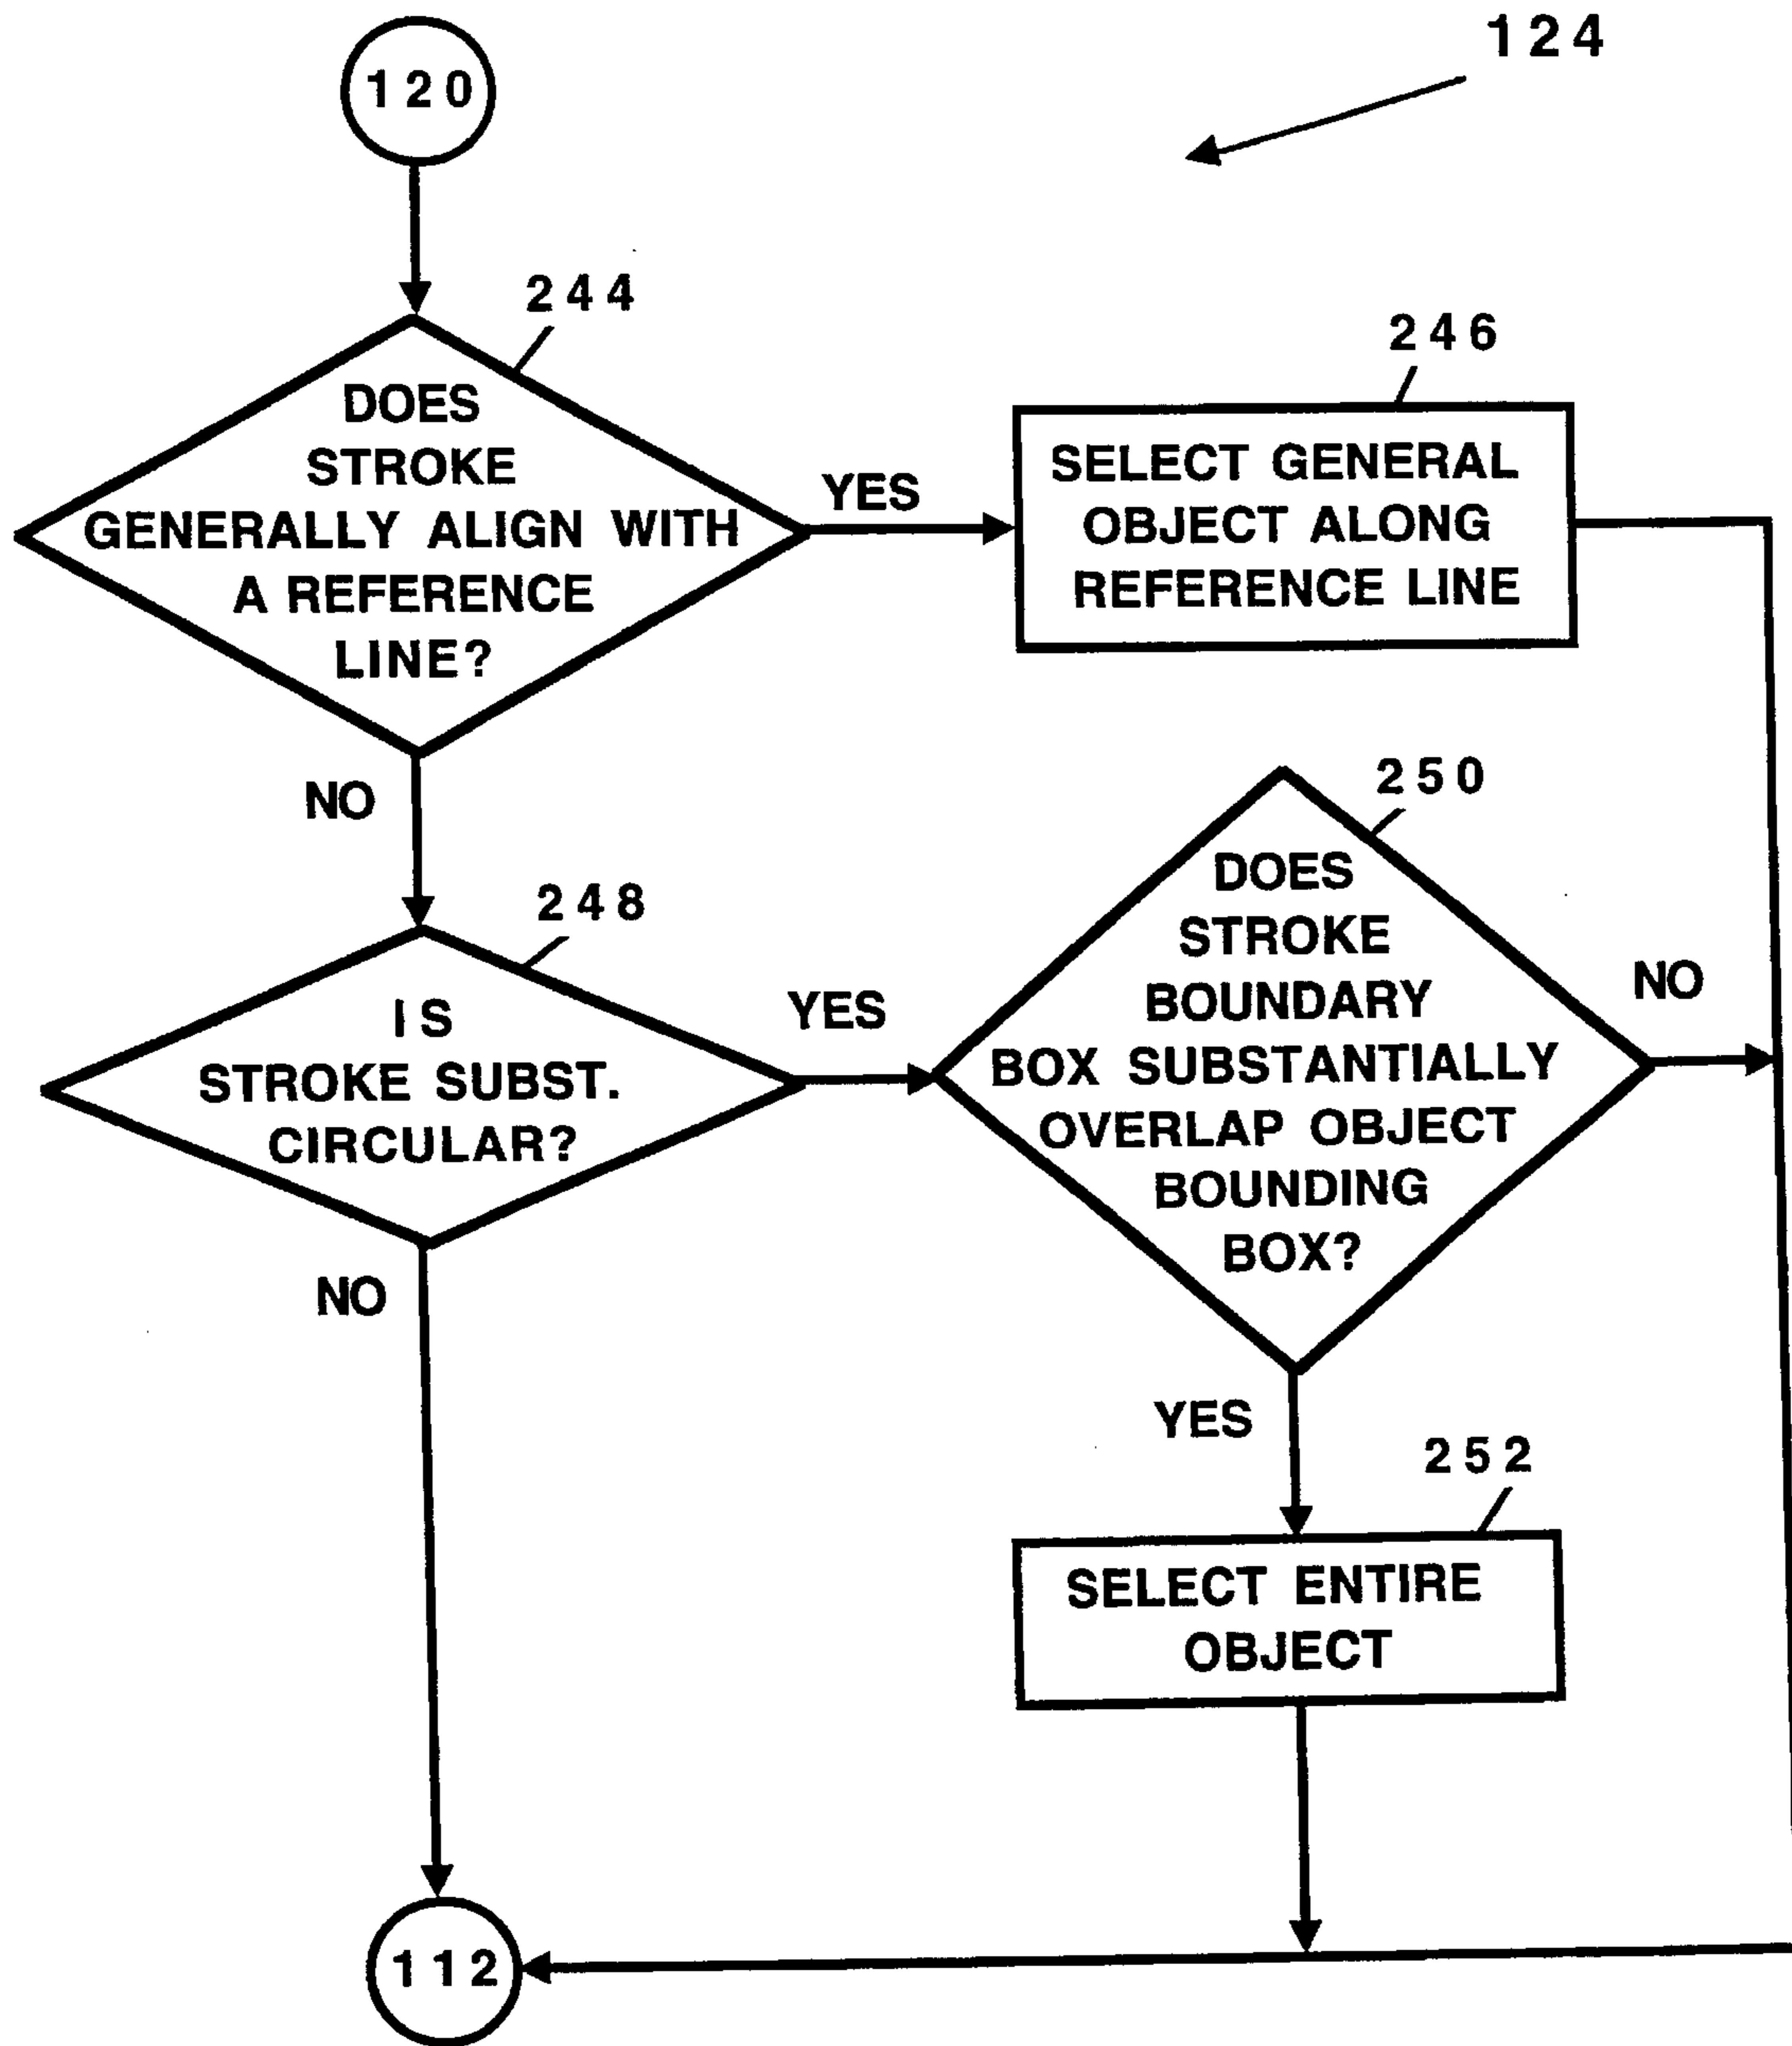 124
120
244
DOES
STROKE
GENERALLY ALIGN WITH
A REFERENCE
LINE?
YES
246
SELECT GENERAL
OBJECT ALONG
REFERENCE LINE
NO
248
IS
STROKE SUBST.
CIRCULAR?
YES
250
DOES
STROKE
BOUNDARY
BOX SUBSTANTIALLY
OVERLAP OBJECT
BOUNDING
BOX?
NO
NO
YES
252
SELECT ENTIRE
OBJECT
112